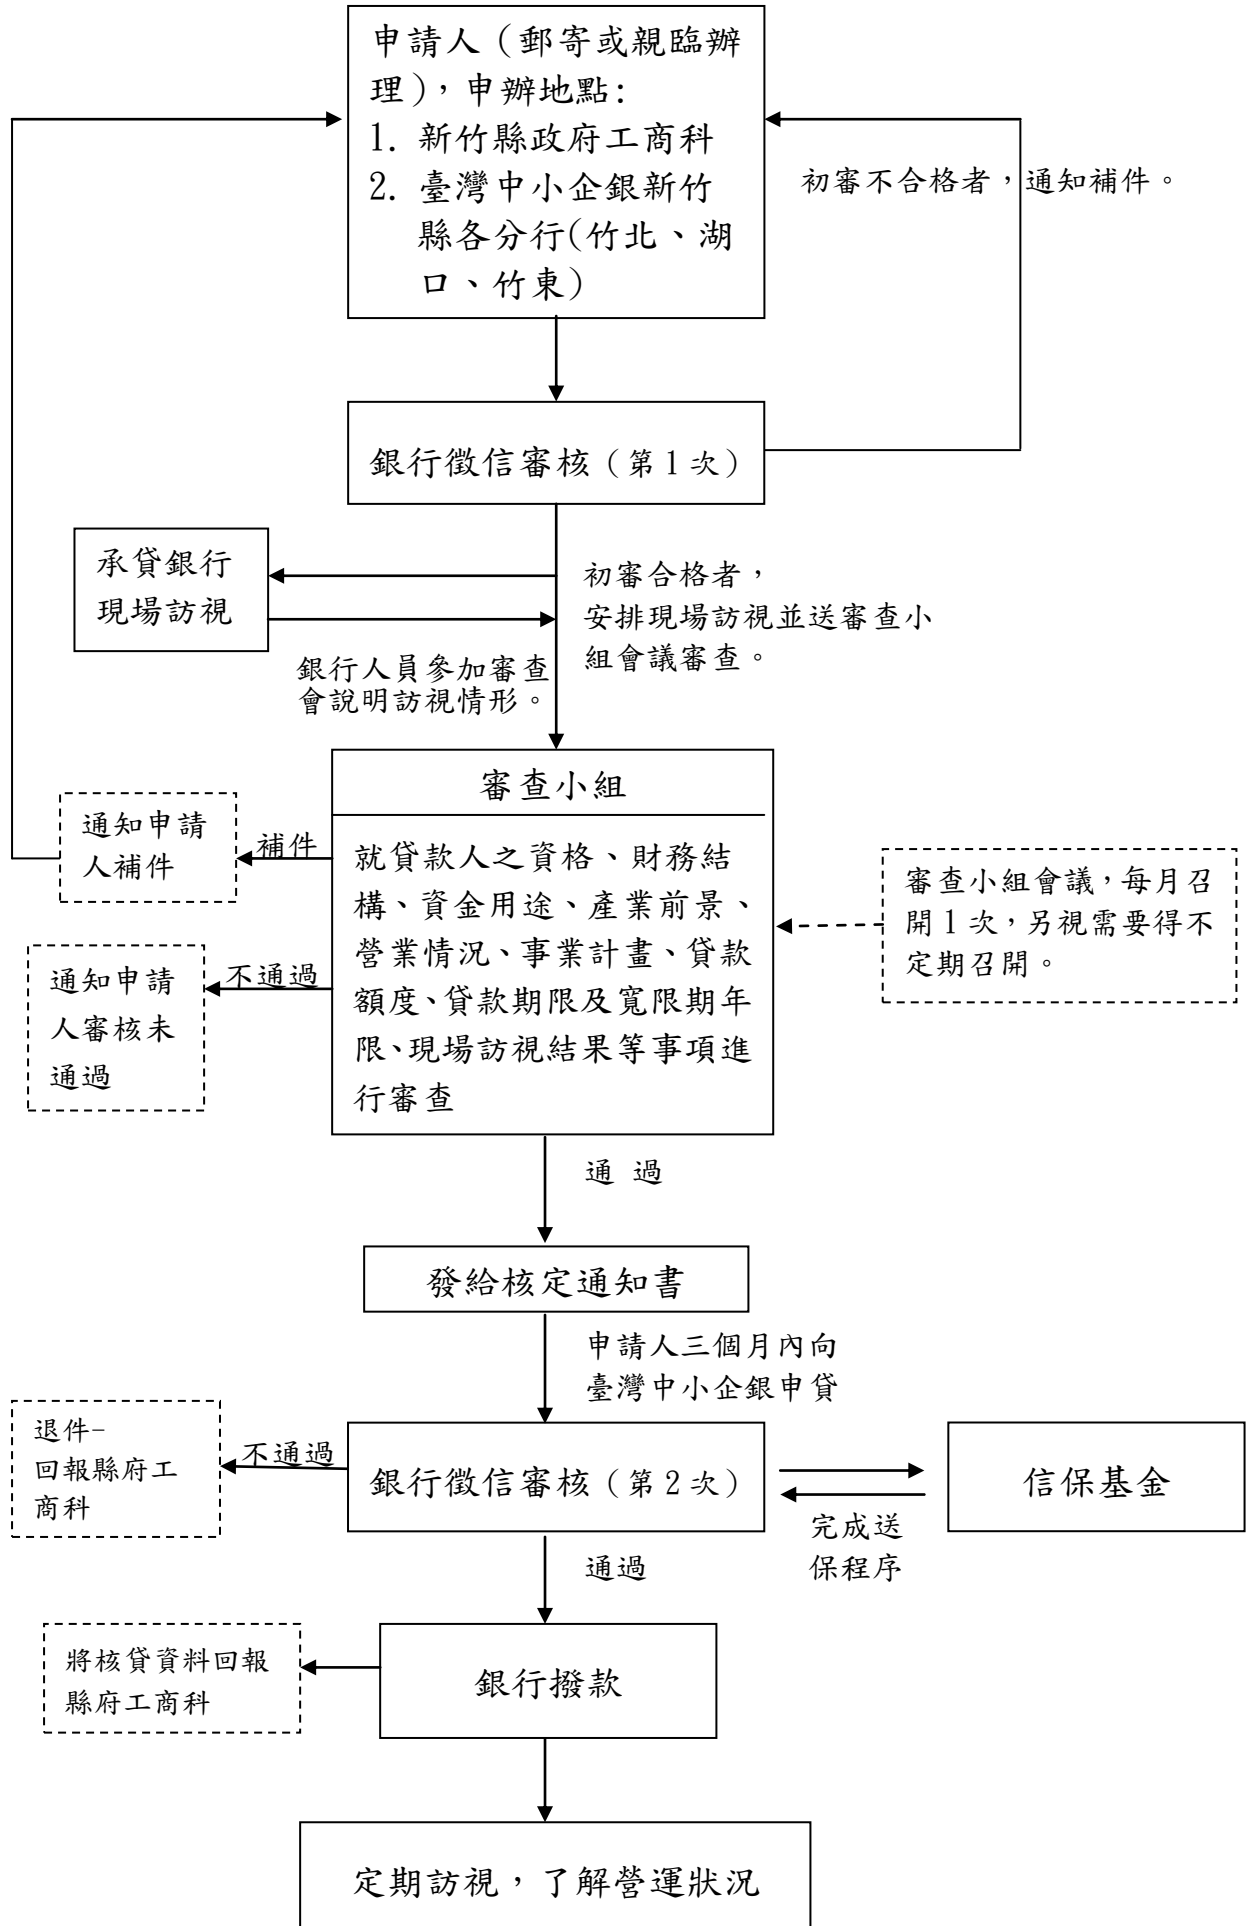 申請人（郵寄或親臨辦
理），申辦地點：
1. 新竹縣政府工商科
2. 臺灣中小企銀新竹
縣各分行(竹北、湖
口、竹東)
初審不合格者，通知補件。
銀行徵信審核（第1次）
承貸銀行
現場訪視
初審合格者，
安排現場訪視並送審查小
組會議審查。
銀行人員參加審查
會說明訪視情形。
審查小組
就貸款人之資格、財務結
構、資金用途、產業前景、
營業情況、事業計畫、貸款
額度、貸款期限及寬限期年
限、現場訪視結果等事項進
行審查
補件
通知申請
人補件
不通過
通知申請
人審核未
通過
審查小組會議，每月召
開1次，另視需要得不
定期召開。
通 過
發給核定通知書
申請人三個月內向
臺灣中小企銀申貸
退件-
回報縣府工
商科
不通過
銀行徵信審核（第2次）
信保基金
完成送
保程序
通過
將核貸資料回報
縣府工商科
銀行撥款
定期訪視，了解營運狀況